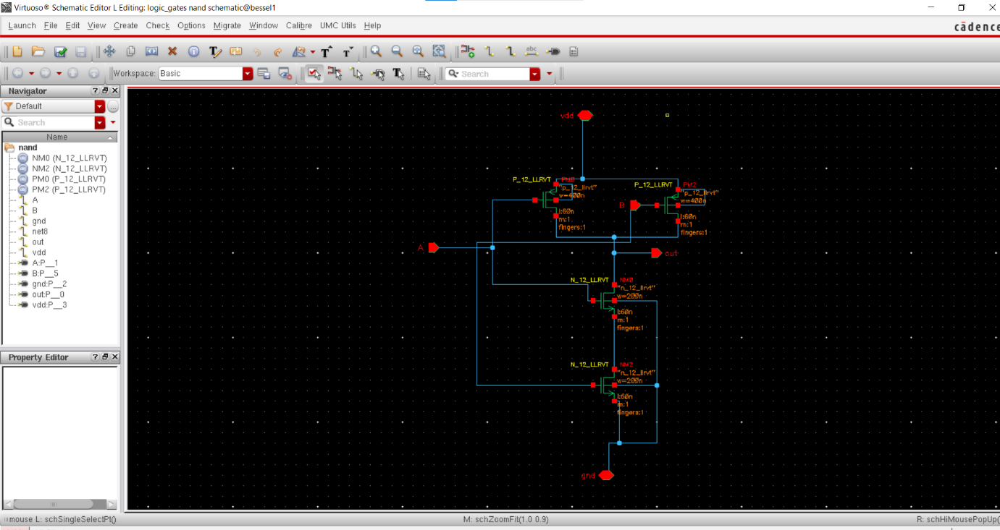 Virtuoso® Schematic Editor L Editing: logic_gates nand schematic@bessel1
Launch File Edit View Create Check Options Migrate Window Calibre UMC Utils Help
cādence
abc
Workspace: Basic
Search
Navigator
Default
Search
Name
nand
NM0 (N_12_LLRVT)
NM2 (N_12_LLRVT)
PM0 (P_12_LLRVT)
PM2 (P_12_LLRVT)
A
B
gnd
net6
out
vdd
A:P__1
B:P__5
gnd:P__2
out:P__0
vdd:P__3
Property Editor
vdd
P_12_LLRVT PM0
"p_12_llrvt"
w=400n
l:60n
m:1
fingers:1
P_12_LLRVT PM2
"p_12_llrvt"
w=400n
l:60n
m:1
fingers:1
B
A
out
N_12_LLRVT NM0
"n_12_llrvt"
w=200n
l:60n
m:1
fingers:1
N_12_LLRVT NM2
"n_12_llrvt"
w=200n
l:60n
m:1
fingers:1
gnd
mouse L: schSingleSelectPt() M: schZoomFit(1.0 0.9) R: schHiMousePopUp(